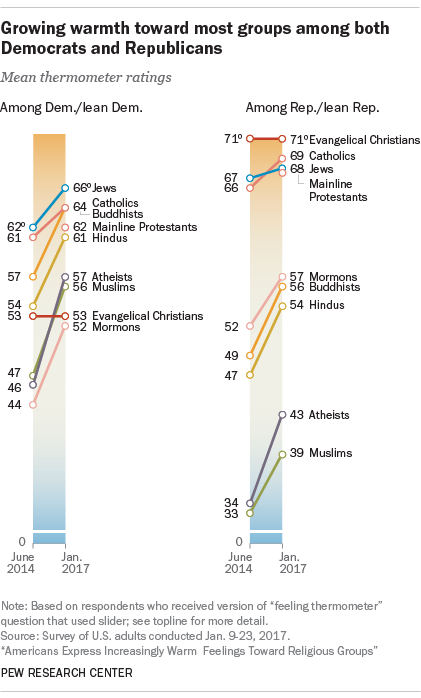 Growing warmth toward most groups among both
Democrats and Republicans
Mean thermometer ratings
Among Dem./lean Dem.
66º Jews
64 Catholics
Buddhists
62 Mainline Protestants
61 Hindus
57 Atheists
56 Muslims
53 Evangelical Christians
52 Mormons
62º
61
57
54
53
47
46
44
0
June
2014
Jan.
2017
Among Rep./lean Rep.
71º
71º Evangelical Christians
69 Catholics
68 Jews
Mainline
Protestants
67
66
57 Mormons
56 Buddhists
54 Hindus
52
49
47
43 Atheists
39 Muslims
34
33
0
June
2014
Jan.
2017
Note: Based on respondents who received version of “feeling thermometer”
question that used slider; see topline for more detail.
Source: Survey of U.S. adults conducted Jan. 9-23, 2017.
“Americans Express Increasingly Warm Feelings Toward Religious Groups”
PEW RESEARCH CENTER